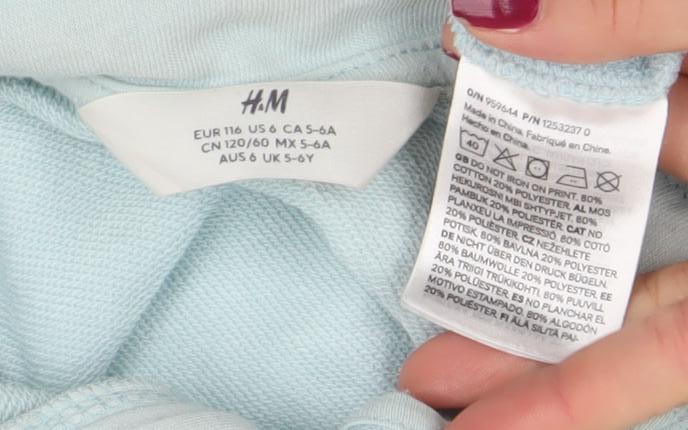 H&M
EUR 116 US 6 CA 5-6A
CN 120/60 MX 5-6A
AUS 6 UK 5-6Y
O/N 959644 P/N 1253237 0
Made in China. Fabriqué en Chine.
Hecho en China.
40
GB DO NOT IRON ON PRINT. 80%
COTTON 20% POLYESTER. AL MOS
HEKUROSNI MBI SHTYPJET. 80%
PAMBUK 20% POLIESTËR. CAT NO
PLANXEU LA IMPRESSIÓ. 80% COTÓ
20% POLIÈSTER. CZ NEŽEHLETE
POTISK. 80% BAVLNA 20% POLYESTER.
DE NICHT ÜBER DEN DRUCK BÜGELN.
80% BAUMWOLLE 20% POLYESTER. EE
ÄRA TRIIGI TRÜKIKOHTI. 80% PUUVILL
20% POLÜESTER. ES NO PLANCHAR EL
MOTIVO ESTAMPADO. 80% ALGODÓN
20% POLIÉSTER. FI ÄLÄ SILITÄ PAI-